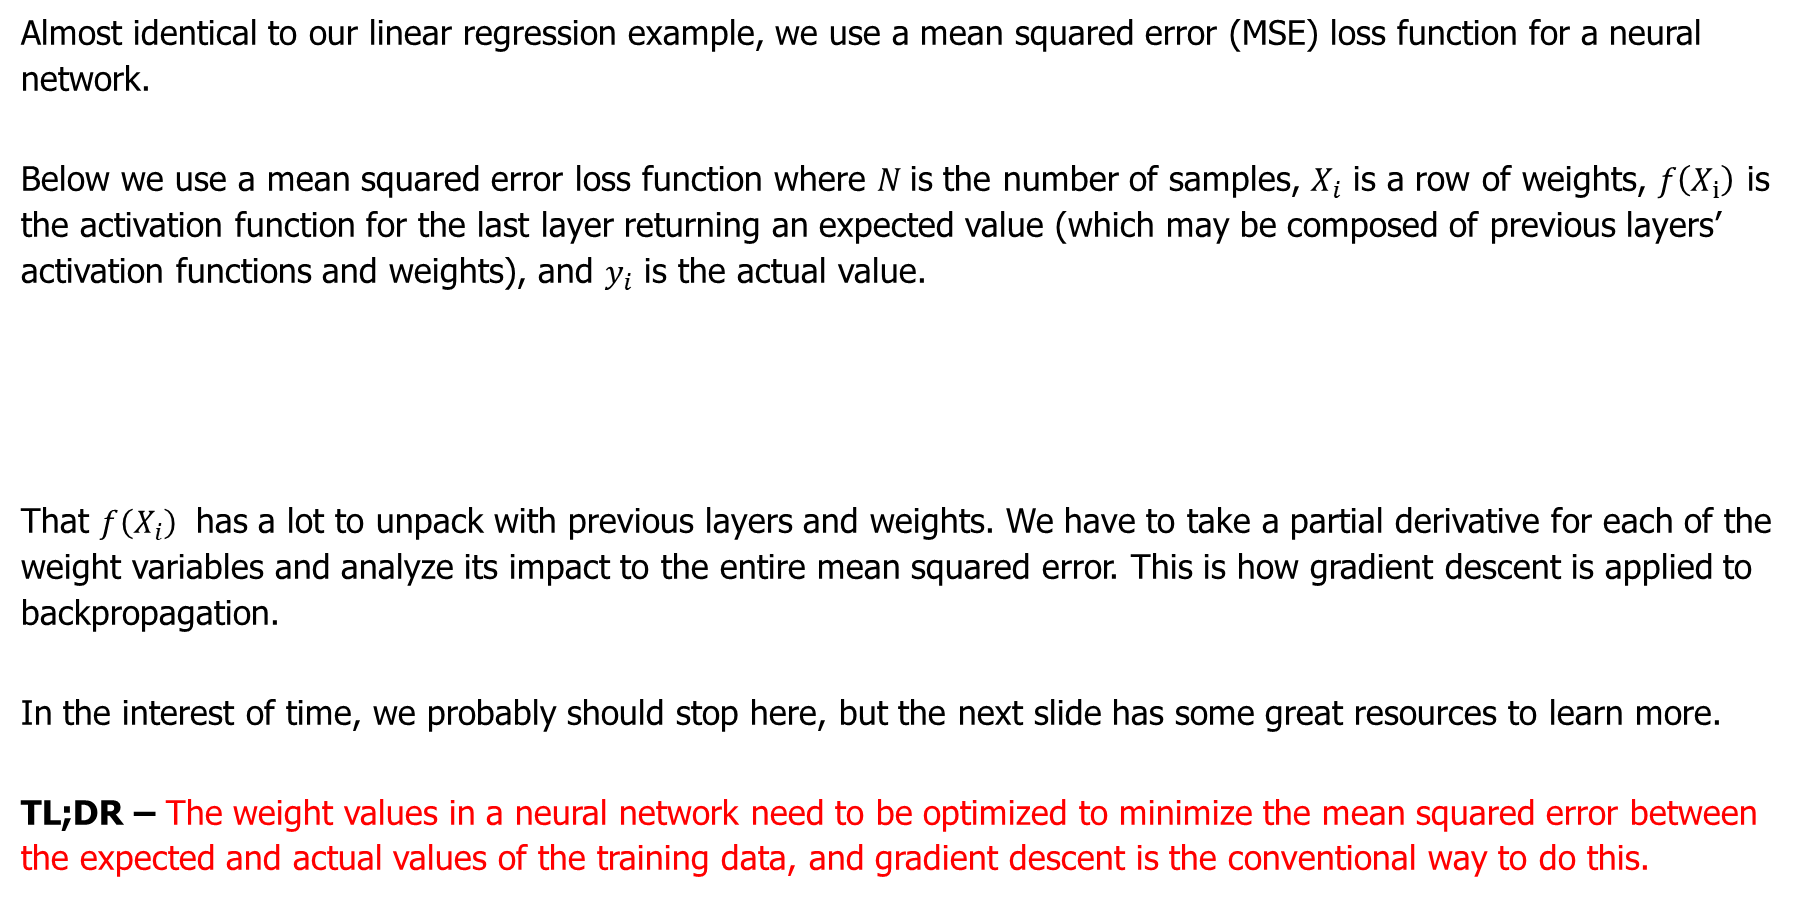 Almost identical to our linear regression example, we use a mean squared error (MSE) loss function for a neural
network.
Below we use a mean squared error loss function where N is the number of samples, Xᵢ is a row of weights, f(Xᵢ) is
the activation function for the last layer returning an expected value (which may be composed of previous layers’
activation functions and weights), and yᵢ is the actual value.
That f(Xᵢ) has a lot to unpack with previous layers and weights. We have to take a partial derivative for each of the
weight variables and analyze its impact to the entire mean squared error. This is how gradient descent is applied to
backpropagation.
In the interest of time, we probably should stop here, but the next slide has some great resources to learn more.
TL;DR – The weight values in a neural network need to be optimized to minimize the mean squared error between
the expected and actual values of the training data, and gradient descent is the conventional way to do this.